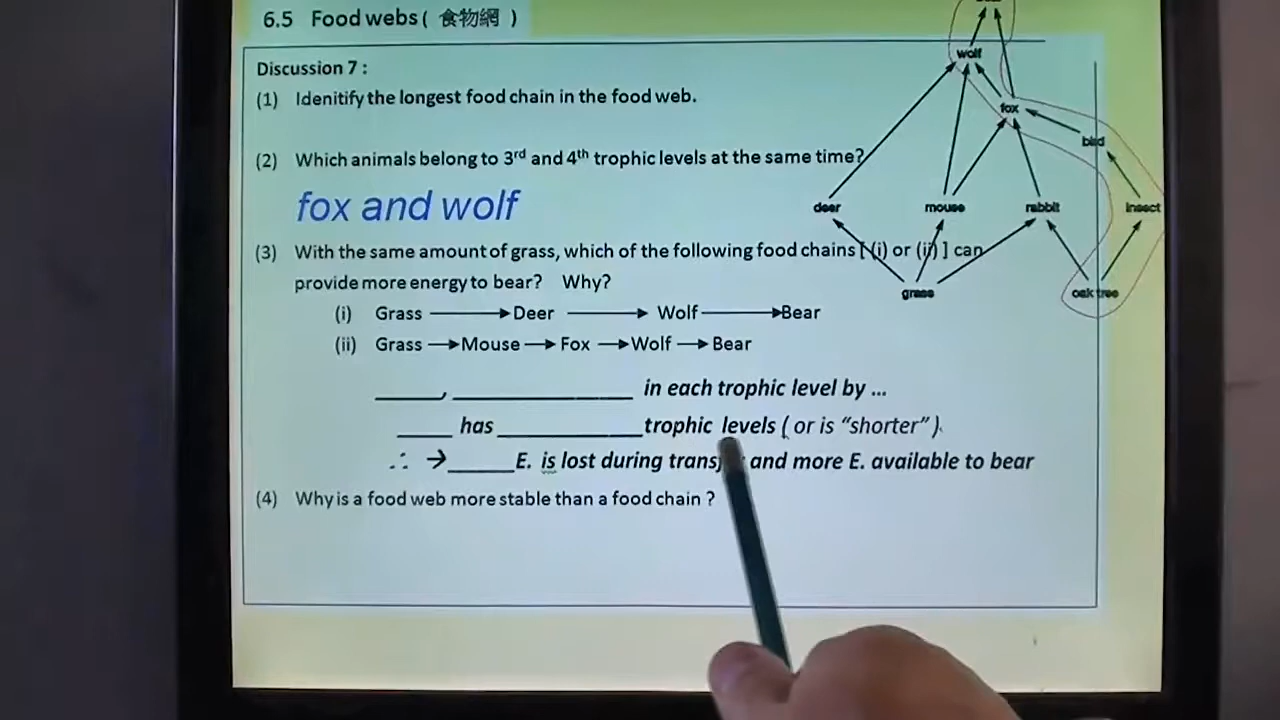 6.5 Food webs ( 食物網 )
Discussion 7 :
(1) Idenitify the longest food chain in the food web.
(2) Which animals belong to 3rd and 4th trophic levels at the same time?
fox and wolf
(3) With the same amount of grass, which of the following food chains [ (i) or (ii) ] can
provide more energy to bear? Why?
(i) Grass → Deer → Wolf → Bear
(ii) Grass → Mouse → Fox → Wolf → Bear
_____, ______________ in each trophic level by ...
_____ has ____________ trophic levels ( or is “shorter” ).
∴ → ______ E. is lost during and more E. available to bear
(4) Why is a food web more stable than a food chain ?
wolf
fox
bird
deer mouse rabbit insect
grass oak tree